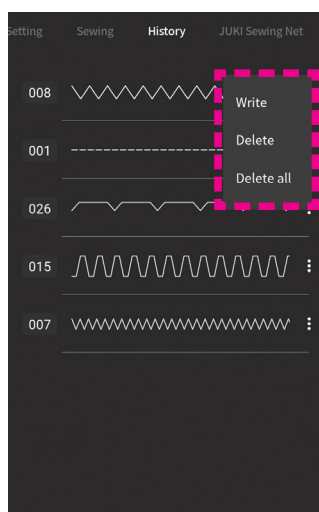 Setting Sewing History JUKI Sewing Net
008
Write
001
Delete
Delete all
026
015
007